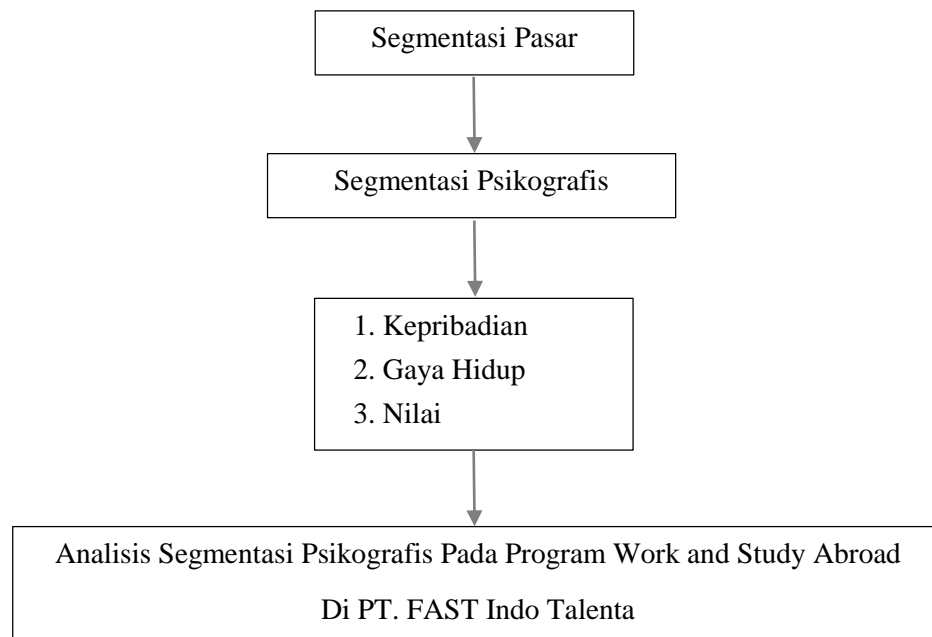 Segmentasi Pasar
Segmentasi Psikografis
1. Kepribadian
2. Gaya Hidup
3. Nilai
Analisis Segmentasi Psikografis Pada Program Work and Study Abroad
Di PT. FAST Indo Talenta